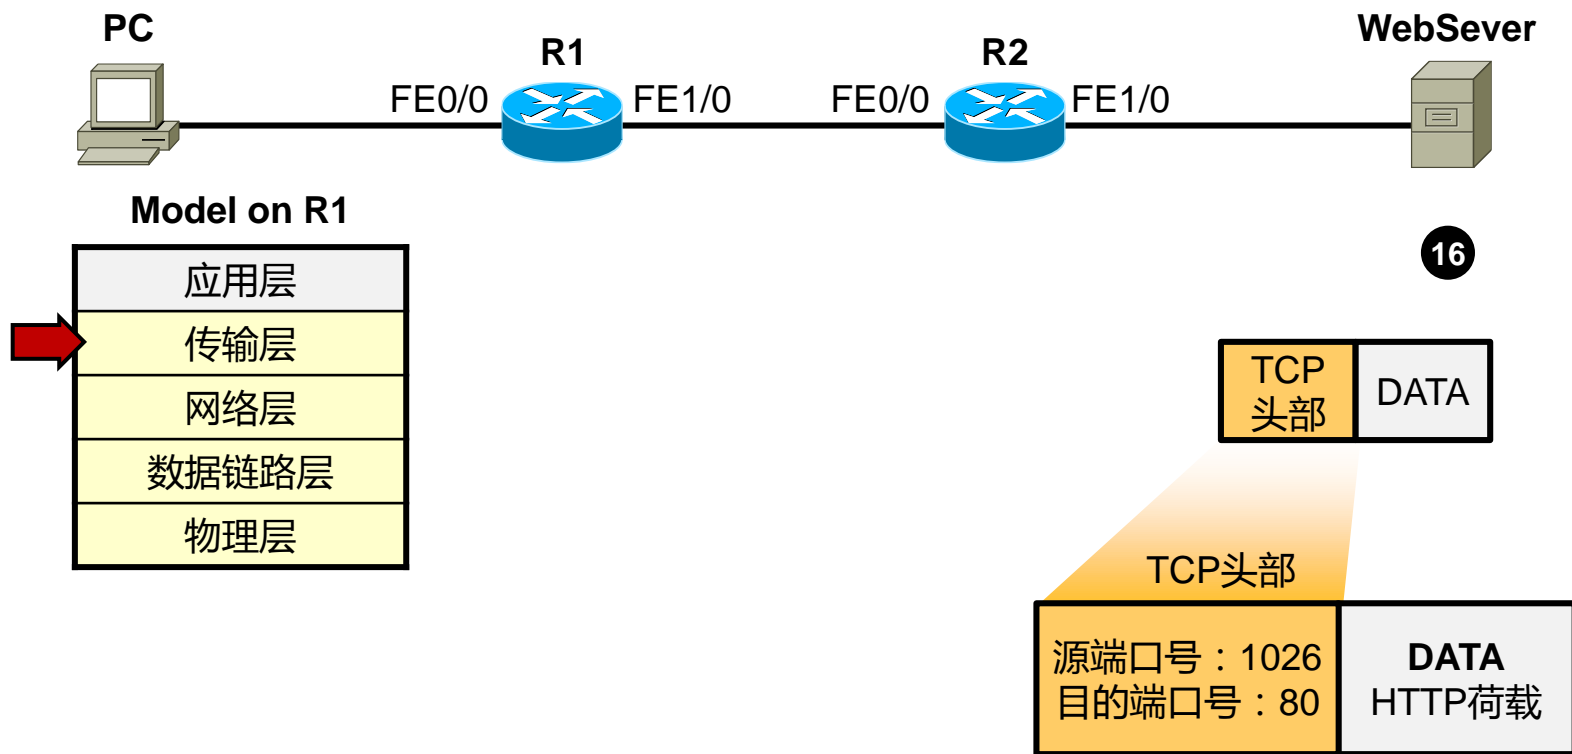 PC
R1
R2
WebSever
FE0/0
FE1/0
FE0/0
FE1/0
Model on R1
应用层
传输层
网络层
数据链路层
物理层
16
TCP
头部
DATA
TCP头部
源端口号：1026
目的端口号：80
DATA
HTTP荷载